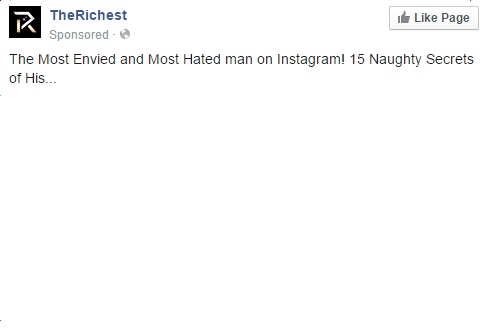 TheRichest
Like Page
Sponsored ·
The Most Envied and Most Hated man on Instagram! 15 Naughty Secrets
of His...